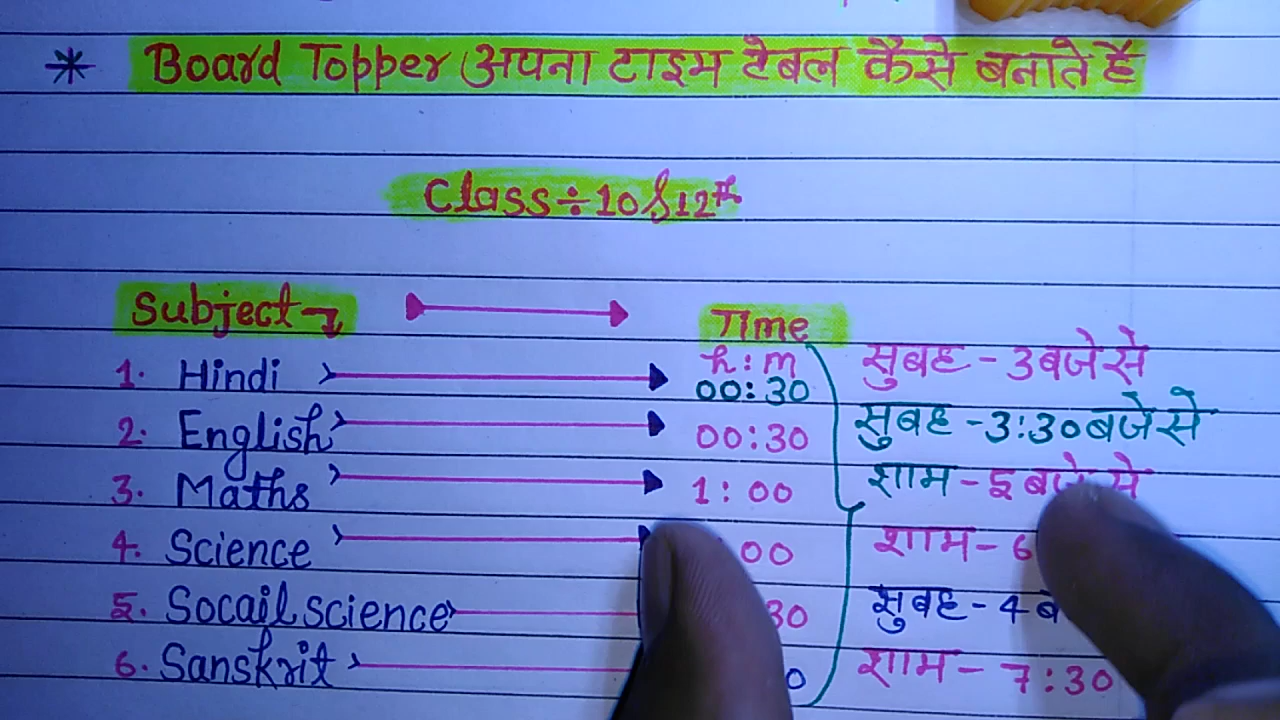 * Board Topper अपना टाइम टेबल कैसे बनाते है
Class÷10&12th
Subject Time
h:m
1. Hindi 00:30 सुबह - 3 बजे से
2. English 00:30 सुबह - 3:30 बजे से
3. Maths 1:00 शाम - 5 बजे से
4. Science 00 शाम - 6
5. Socail science 30 सुबह - 4
6. Sanskrit 0 शाम - 7:30